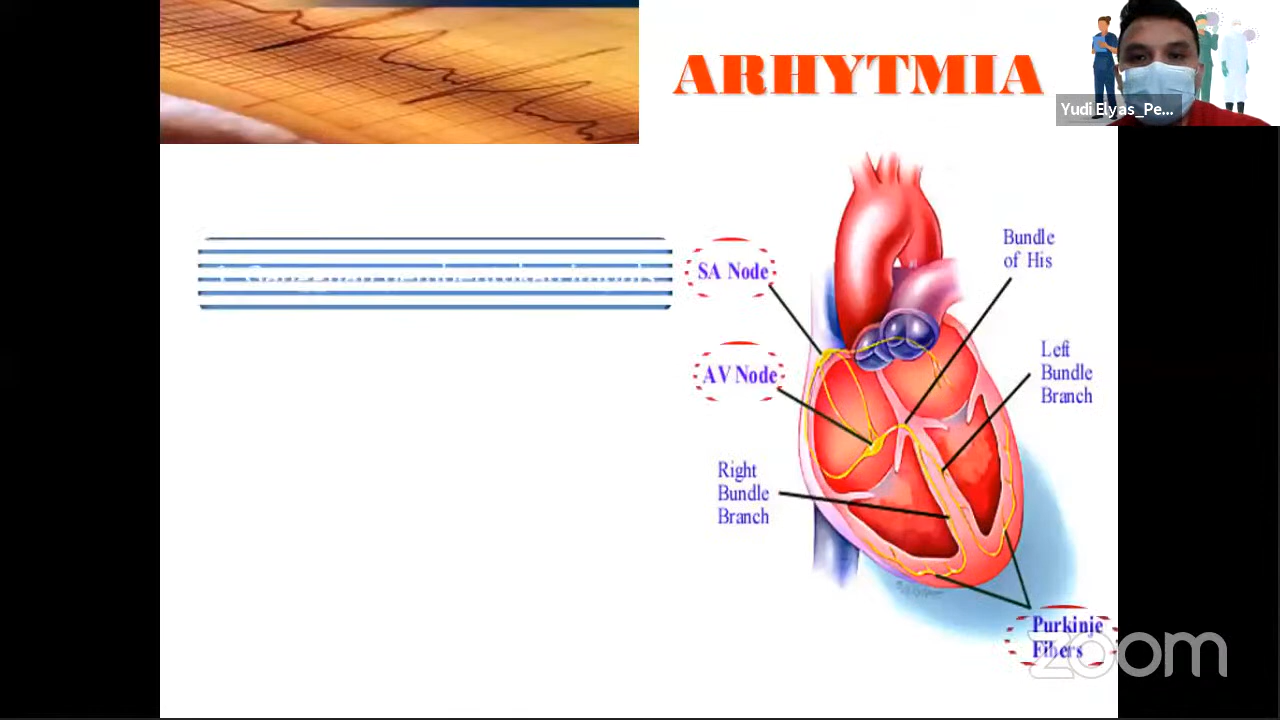 ARHYTMIA
Yudi Elyas_Pe...
SA Node
Bundle
of His
AV Node
Left
Bundle
Branch
Right
Bundle
Branch
Purkinje
Fibers
zoom